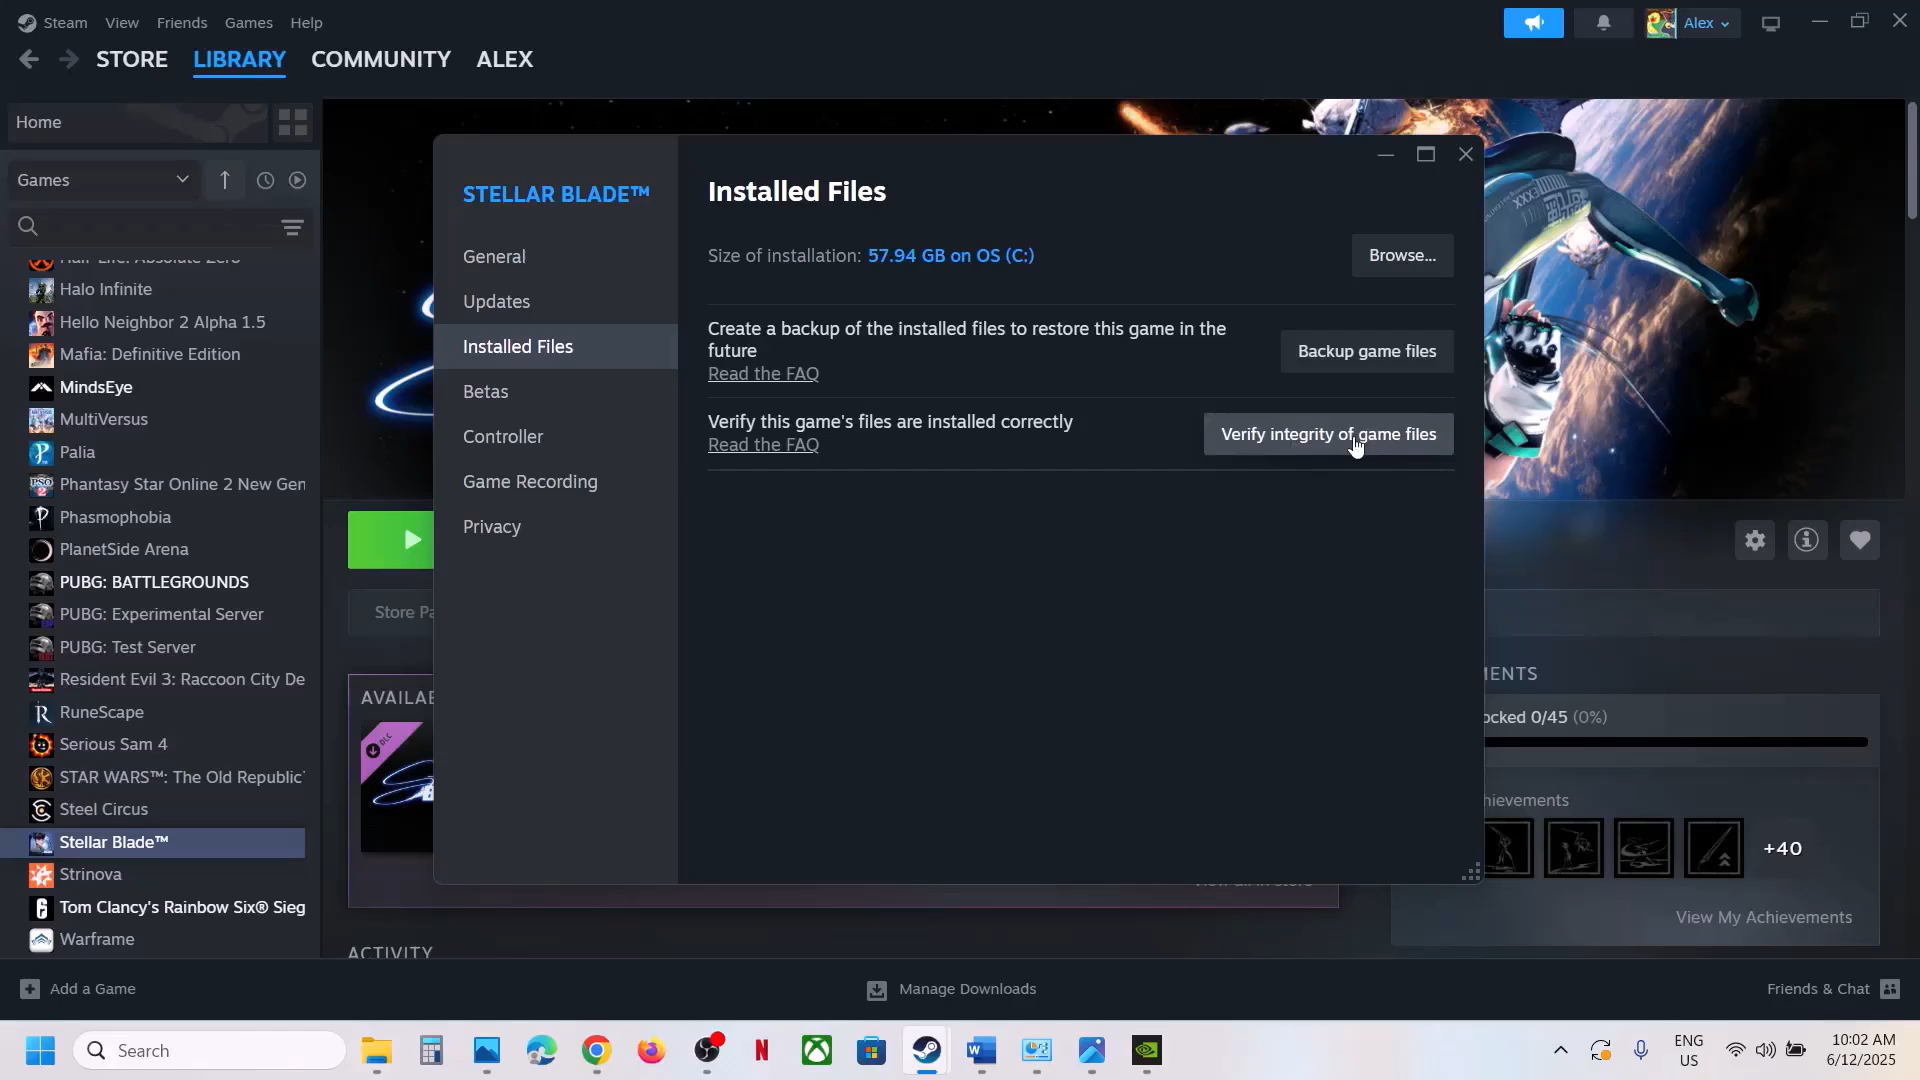 Steam View Friends Games Help
Alex
STORE LIBRARY COMMUNITY ALEX
Home
Games
Halo Infinite
Hello Neighbor 2 Alpha 1.5
Mafia: Definitive Edition
MindsEye
MultiVersus
Palia
Phantasy Star Online 2 New Gen
Phasmophobia
PlanetSide Arena
PUBG: BATTLEGROUNDS
PUBG: Experimental Server
PUBG: Test Server
Resident Evil 3: Raccoon City De
RuneScape
Serious Sam 4
STAR WARS™: The Old Republic™
Steel Circus
Stellar Blade™
Strinova
Tom Clancy's Rainbow Six® Sieg
Warframe
STELLAR BLADE™
General
Updates
Installed Files
Betas
Controller
Game Recording
Privacy
Installed Files
Size of installation: 57.94 GB on OS (C:)
Browse...
Create a backup of the installed files to restore this game in the
future
Read the FAQ
Backup game files
Verify this game's files are installed correctly
Read the FAQ
Verify integrity of game files
Store Pa
AVAILAB
DLC
MENTS
ocked 0/45 (0%)
hievements
+40
View My Achievements
ACTIVITY
Add a Game
Manage Downloads
Friends & Chat
Search
ENG
US
10:02 AM
6/12/2025